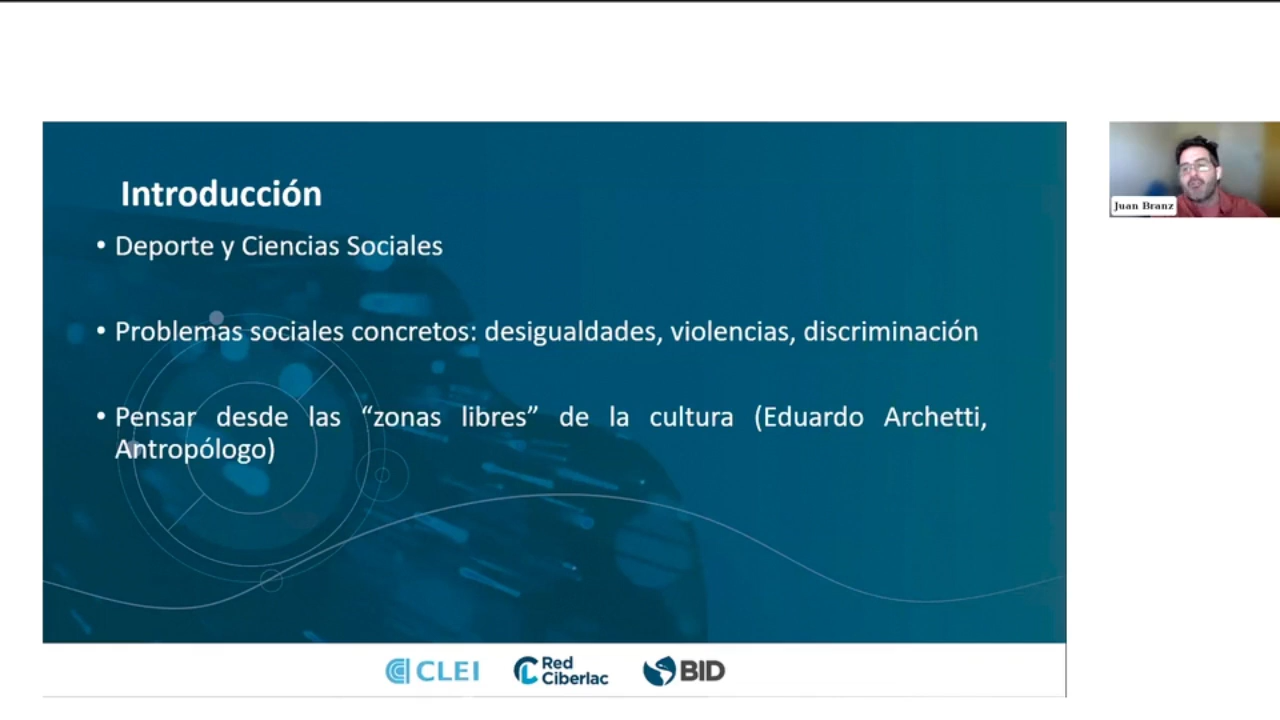 Introducción
• Deporte y Ciencias Sociales
• Problemas sociales concretos: desigualdades, violencias, discriminación
• Pensar desde las “zonas libres” de la cultura (Eduardo Archetti,
Antropólogo)
Juan Branz
CLEI
Red
Ciberlac
BID